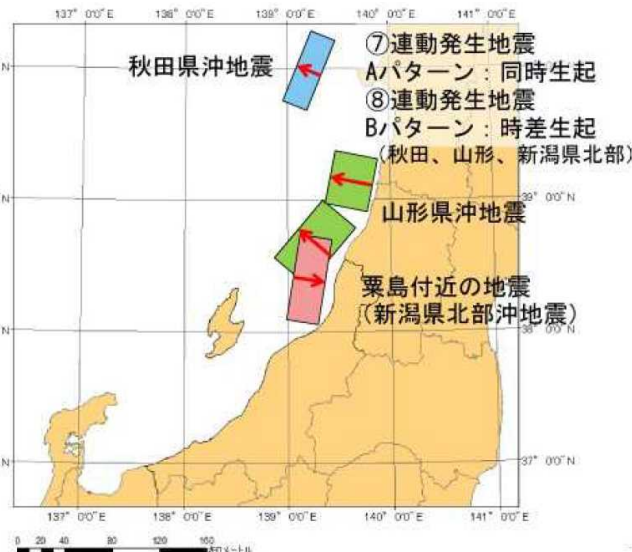 137° 0'0"E 138° 0'0"E 139° 0'0"E 140° 0'0"E 141° 0'0"E
⑦連動発生地震
秋田県沖地震
Aパターン：同時生起
⑧連動発生地震
Bパターン：時差生起
（秋田、山形、新潟県北部）
39° 0'0"N
山形県沖地震
粟島付近の地震
（新潟県北部沖地震）
38° 0'0"N
37° 0'0"N
N
N
N
N
137° 0'0"E 138° 0'0"E 139° 0'0"E 140° 0'0"E 141° 0'0"E
0 20 40 80 120 160